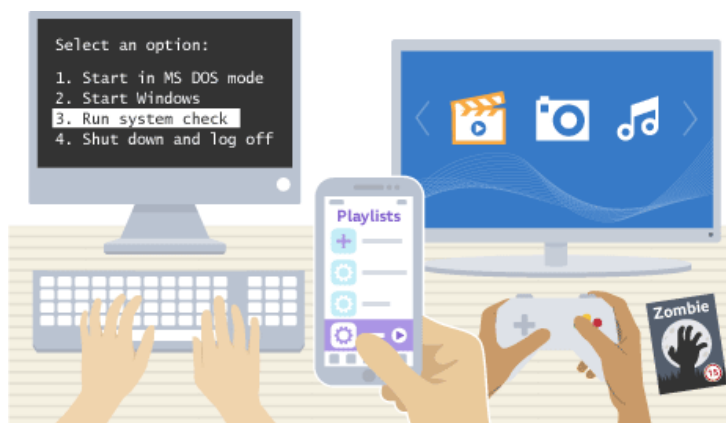 Select an option:
1. Start in MS DOS mode
2. Start Windows
3. Run system check
4. Shut down and log off
Playlists
Zombie
15